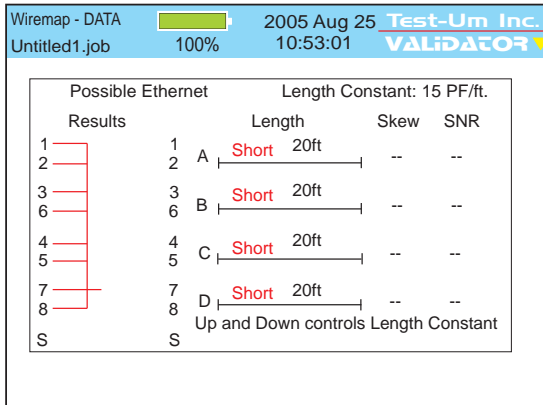 Wiremap - DATA 2005 Aug 25 Test-Um Inc.
Untitled1.job 100% 10:53:01 VALIDATOR
Possible Ethernet Length Constant: 15 PF/ft.
Results Length Skew SNR
1 1 A Short 20ft -- --
2 2
3 3 B Short 20ft -- --
6 6
4 4 C Short 20ft -- --
5 5
7 7 D Short 20ft -- --
8 8
Up and Down controls Length Constant
S S